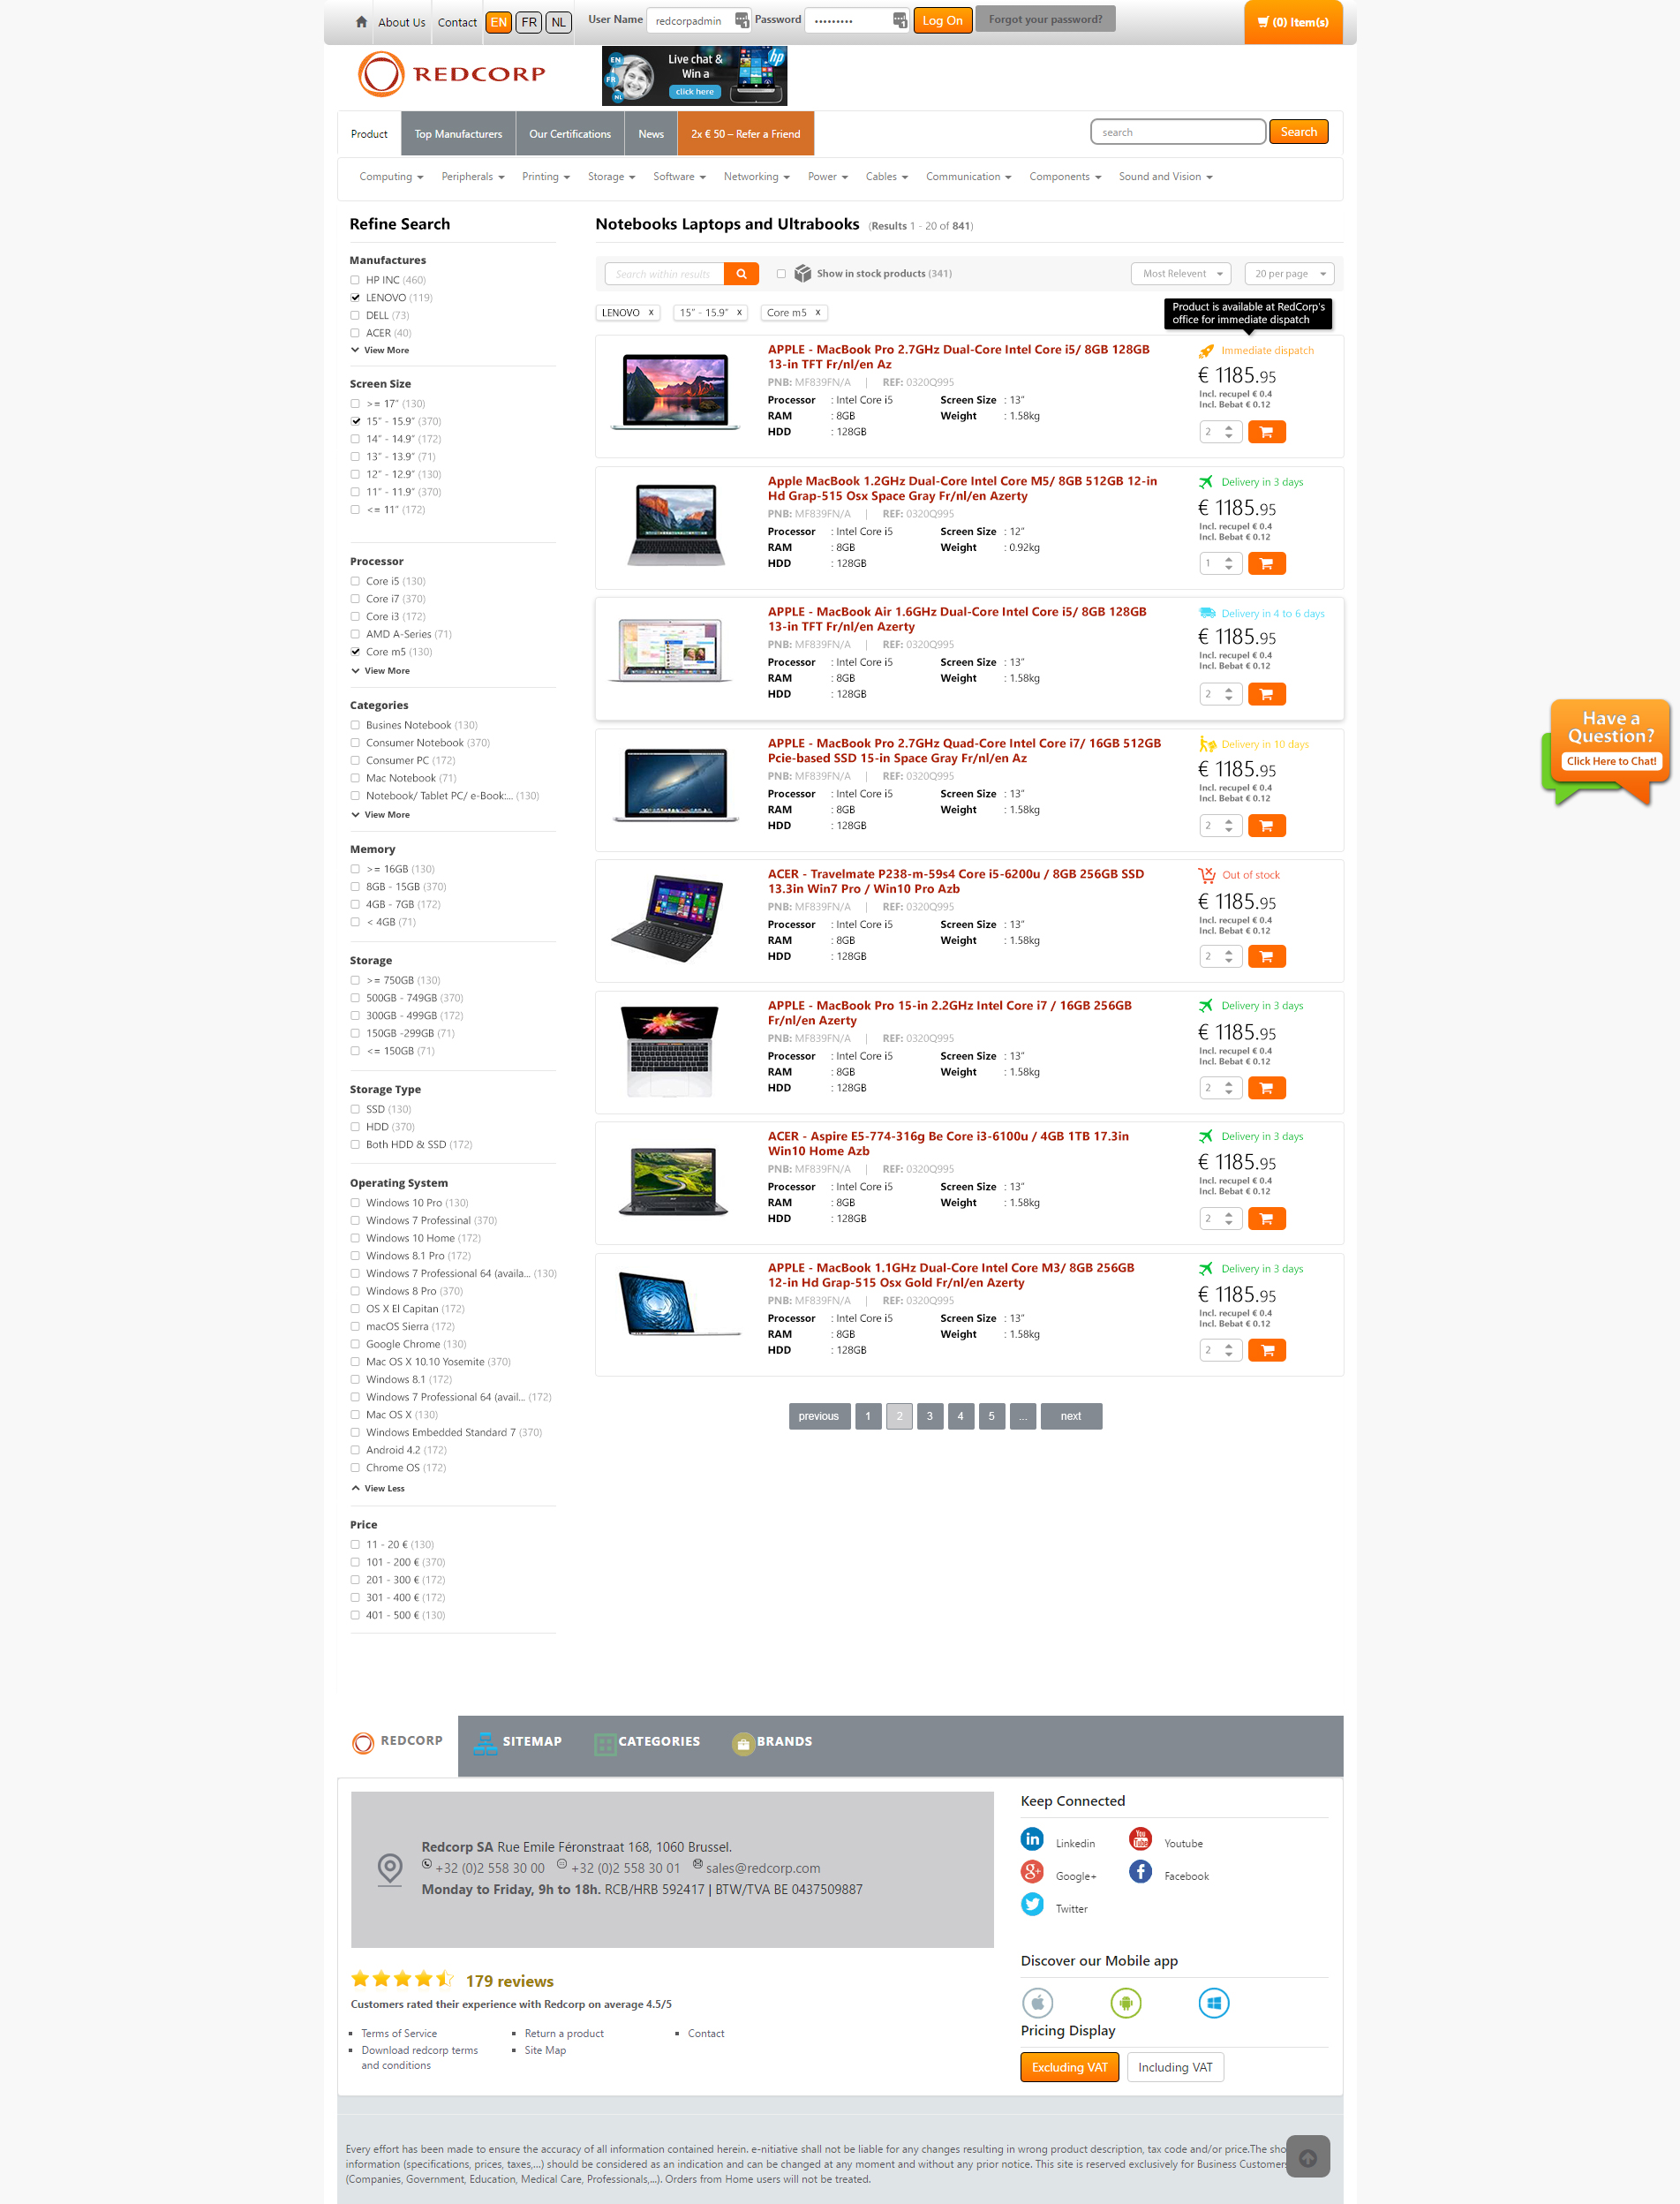 About Us Contact EN FR NL User Name redcorpadmin Password ••••••••• Log On Forgot your password? (0) Item(s)
REDCORP
EN FR NL Live chat &
Win a
click here
hp
Product Top Manufacturers Our Certifications News 2x € 50 – Refer a Friend search Search
Computing Peripherals Printing Storage Software Networking Power Cables Communication Components Sound and Vision
Refine Search
Manufactures
HP INC (460)
LENOVO (119)
DELL (73)
ACER (40)
View More
Screen Size
>= 17" (130)
15" - 15.9" (370)
14" - 14.9" (172)
13" - 13.9" (71)
12" - 12.9" (130)
11" - 11.9" (370)
<= 11" (172)
Processor
Core i5 (130)
Core i7 (370)
Core i3 (172)
AMD A-Series (71)
Core m5 (130)
View More
Categories
Busines Notebook (130)
Consumer Notebook (370)
Consumer PC (172)
Mac Notebook (71)
Notebook/ Tablet PC/ e-Book:... (130)
View More
Memory
>= 16GB (130)
8GB - 15GB (370)
4GB - 7GB (172)
< 4GB (71)
Storage
>= 750GB (130)
500GB - 749GB (370)
300GB - 499GB (172)
150GB -299GB (71)
<= 150GB (71)
Storage Type
SSD (130)
HDD (370)
Both HDD & SSD (172)
Operating System
Windows 10 Pro (130)
Windows 7 Professinal (370)
Windows 10 Home (172)
Windows 8.1 Pro (172)
Windows 7 Professional 64 (availa... (130)
Windows 8 Pro (370)
OS X El Capitan (172)
macOS Sierra (172)
Google Chrome (130)
Mac OS X 10.10 Yosemite (370)
Windows 8.1 (172)
Windows 7 Professional 64 (avail... (172)
Mac OS X (130)
Windows Embedded Standard 7 (370)
Android 4.2 (172)
Chrome OS (172)
View Less
Price
11 - 20 € (130)
101 - 200 € (370)
201 - 300 € (172)
301 - 400 € (172)
401 - 500 € (130)
Notebooks Laptops and Ultrabooks (Results 1 - 20 of 841)
Search within results Show in stock products (341) Most Relevent 20 per page
LENOVO x 15" - 15.9" x Core m5 x
Product is available at RedCorp's
office for immediate dispatch
APPLE - MacBook Pro 2.7GHz Dual-Core Intel Core i5/ 8GB 128GB
13-in TFT Fr/nl/en Az
PNB: MF839FN/A | REF: 0320Q995
Processor : Intel Core i5 Screen Size : 13"
RAM : 8GB Weight : 1.58kg
HDD : 128GB
Immediate dispatch
€ 1185.95
Incl. recupel € 0.4
Incl. Bebat € 0.12
2
Apple MacBook 1.2GHz Dual-Core Intel Core M5/ 8GB 512GB 12-in
Hd Grap-515 Osx Space Gray Fr/nl/en Azerty
PNB: MF839FN/A | REF: 0320Q995
Processor : Intel Core i5 Screen Size : 12"
RAM : 8GB Weight : 0.92kg
HDD : 128GB
Delivery in 3 days
€ 1185.95
Incl. recupel € 0.4
Incl. Bebat € 0.12
1
APPLE - MacBook Air 1.6GHz Dual-Core Intel Core i5/ 8GB 128GB
13-in TFT Fr/nl/en Azerty
PNB: MF839FN/A | REF: 0320Q995
Processor : Intel Core i5 Screen Size : 13"
RAM : 8GB Weight : 1.58kg
HDD : 128GB
Delivery in 4 to 6 days
€ 1185.95
Incl. recupel € 0.4
Incl. Bebat € 0.12
2
APPLE - MacBook Pro 2.7GHz Quad-Core Intel Core i7/ 16GB 512GB
Pcie-based SSD 15-in Space Gray Fr/nl/en Az
PNB: MF839FN/A | REF: 0320Q995
Processor : Intel Core i5 Screen Size : 13"
RAM : 8GB Weight : 1.58kg
HDD : 128GB
Delivery in 10 days
€ 1185.95
Incl. recupel € 0.4
Incl. Bebat € 0.12
2
ACER - Travelmate P238-m-59s4 Core i5-6200u / 8GB 256GB SSD
13.3in Win7 Pro / Win10 Pro Azb
PNB: MF839FN/A | REF: 0320Q995
Processor : Intel Core i5 Screen Size : 13"
RAM : 8GB Weight : 1.58kg
HDD : 128GB
Out of stock
€ 1185.95
Incl. recupel € 0.4
Incl. Bebat € 0.12
2
APPLE - MacBook Pro 15-in 2.2GHz Intel Core i7 / 16GB 256GB
Fr/nl/en Azerty
PNB: MF839FN/A | REF: 0320Q995
Processor : Intel Core i5 Screen Size : 13"
RAM : 8GB Weight : 1.58kg
HDD : 128GB
Delivery in 3 days
€ 1185.95
Incl. recupel € 0.4
Incl. Bebat € 0.12
2
ACER - Aspire E5-774-316g Be Core i3-6100u / 4GB 1TB 17.3in
Win10 Home Azb
PNB: MF839FN/A | REF: 0320Q995
Processor : Intel Core i5 Screen Size : 13"
RAM : 8GB Weight : 1.58kg
HDD : 128GB
Delivery in 3 days
€ 1185.95
Incl. recupel € 0.4
Incl. Bebat € 0.12
2
APPLE - MacBook 1.1GHz Dual-Core Intel Core M3/ 8GB 256GB
12-in Hd Grap-515 Osx Gold Fr/nl/en Azerty
PNB: MF839FN/A | REF: 0320Q995
Processor : Intel Core i5 Screen Size : 13"
RAM : 8GB Weight : 1.58kg
HDD : 128GB
Delivery in 3 days
€ 1185.95
Incl. recupel € 0.4
Incl. Bebat € 0.12
2
previous 1 2 3 4 5 ... next
Have a
Question?
Click Here to Chat!
REDCORP SITEMAP CATEGORIES BRANDS
Redcorp SA Rue Emile Féronstraat 168, 1060 Brussel.
+32 (0)2 558 30 00 +32 (0)2 558 30 01 sales@redcorp.com
Monday to Friday, 9h to 18h. RCB/HRB 592417 | BTW/TVA BE 0437509887
179 reviews
Customers rated their experience with Redcorp on average 4.5/5
Terms of Service Return a product Contact
Download redcorp terms Site Map
and conditions
Keep Connected
Linkedin Youtube
Google+ Facebook
Twitter
Discover our Mobile app
Pricing Display
Excluding VAT Including VAT
Every effort has been made to ensure the accuracy of all information contained herein. e-nitiative shall not be liable for any changes resulting in wrong product description, tax code and/or price.The sho
information (specifications, prices, taxes,...) should be considered as an indication and can be changed at any moment and without any prior notice. This site is reserved exclusively for Business Customers
(Companies, Government, Education, Medical Care, Professionals,...). Orders from Home users will not be treated.